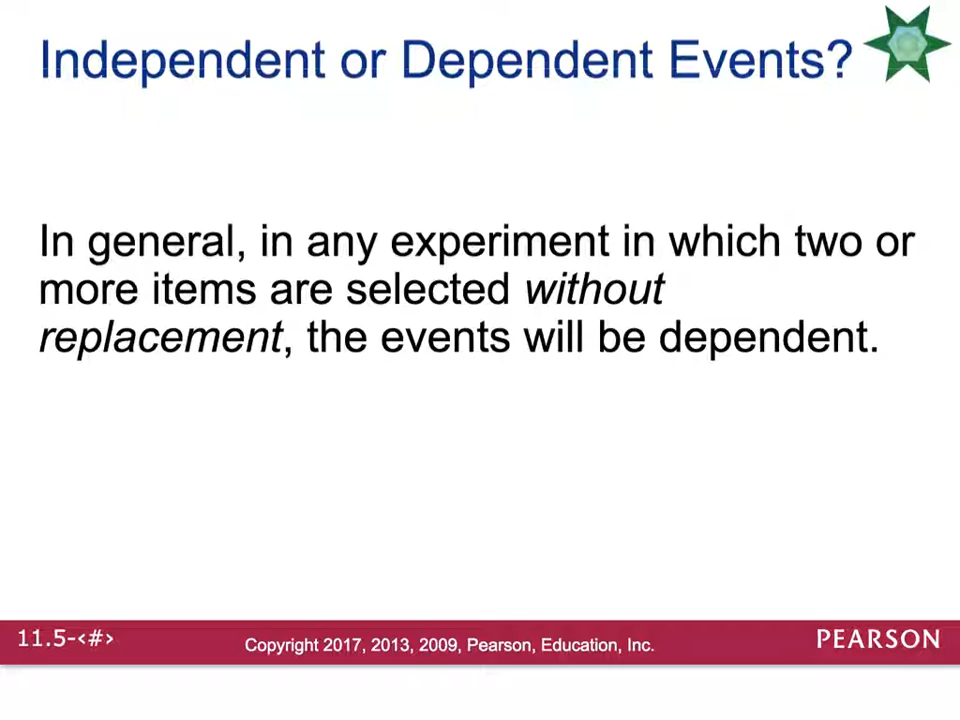 Independent or Dependent Events?
In general, in any experiment in which two or
more items are selected without
replacement, the events will be dependent.
11.5-‹#›
Copyright 2017, 2013, 2009, Pearson, Education, Inc.
PEARSON